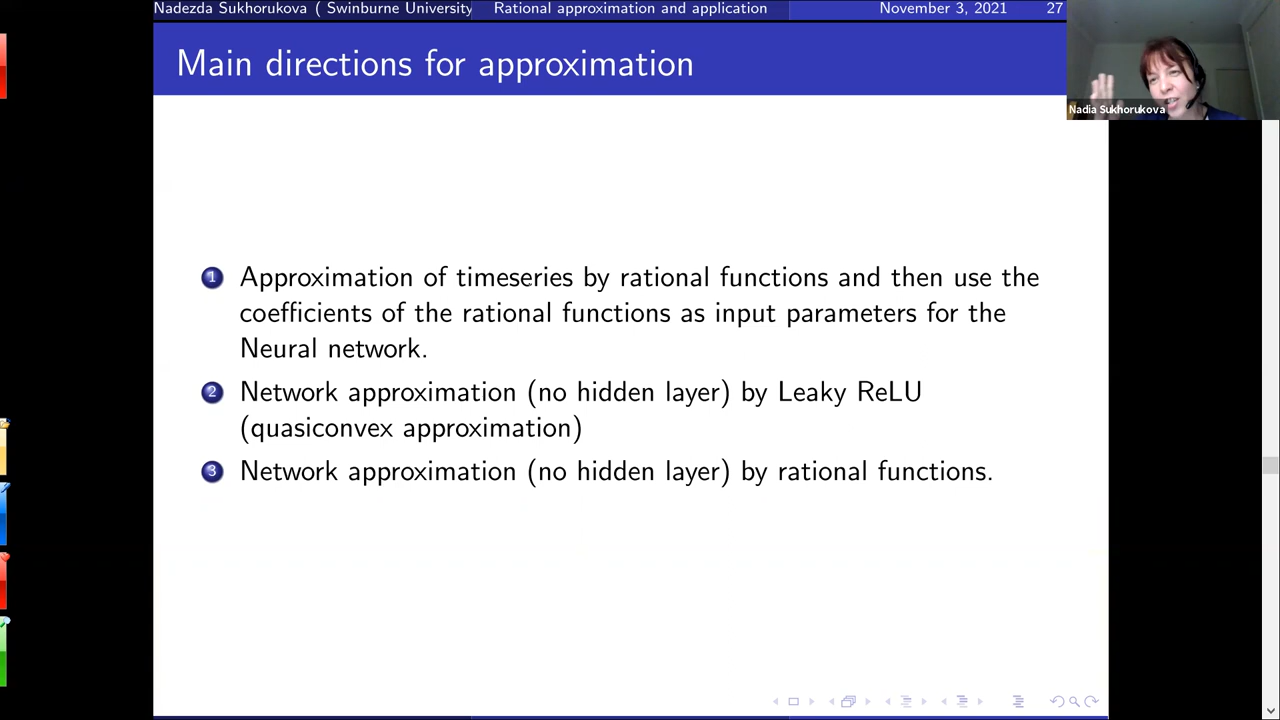 Nadezda Sukhorukova ( Swinburne University Rational approximation and application November 3, 2021 27
Main directions for approximation
Nadia Sukhorukova
1 Approximation of timeseries by rational functions and then use the
coefficients of the rational functions as input parameters for the
Neural network.
2 Network approximation (no hidden layer) by Leaky ReLU
(quasiconvex approximation)
3 Network approximation (no hidden layer) by rational functions.